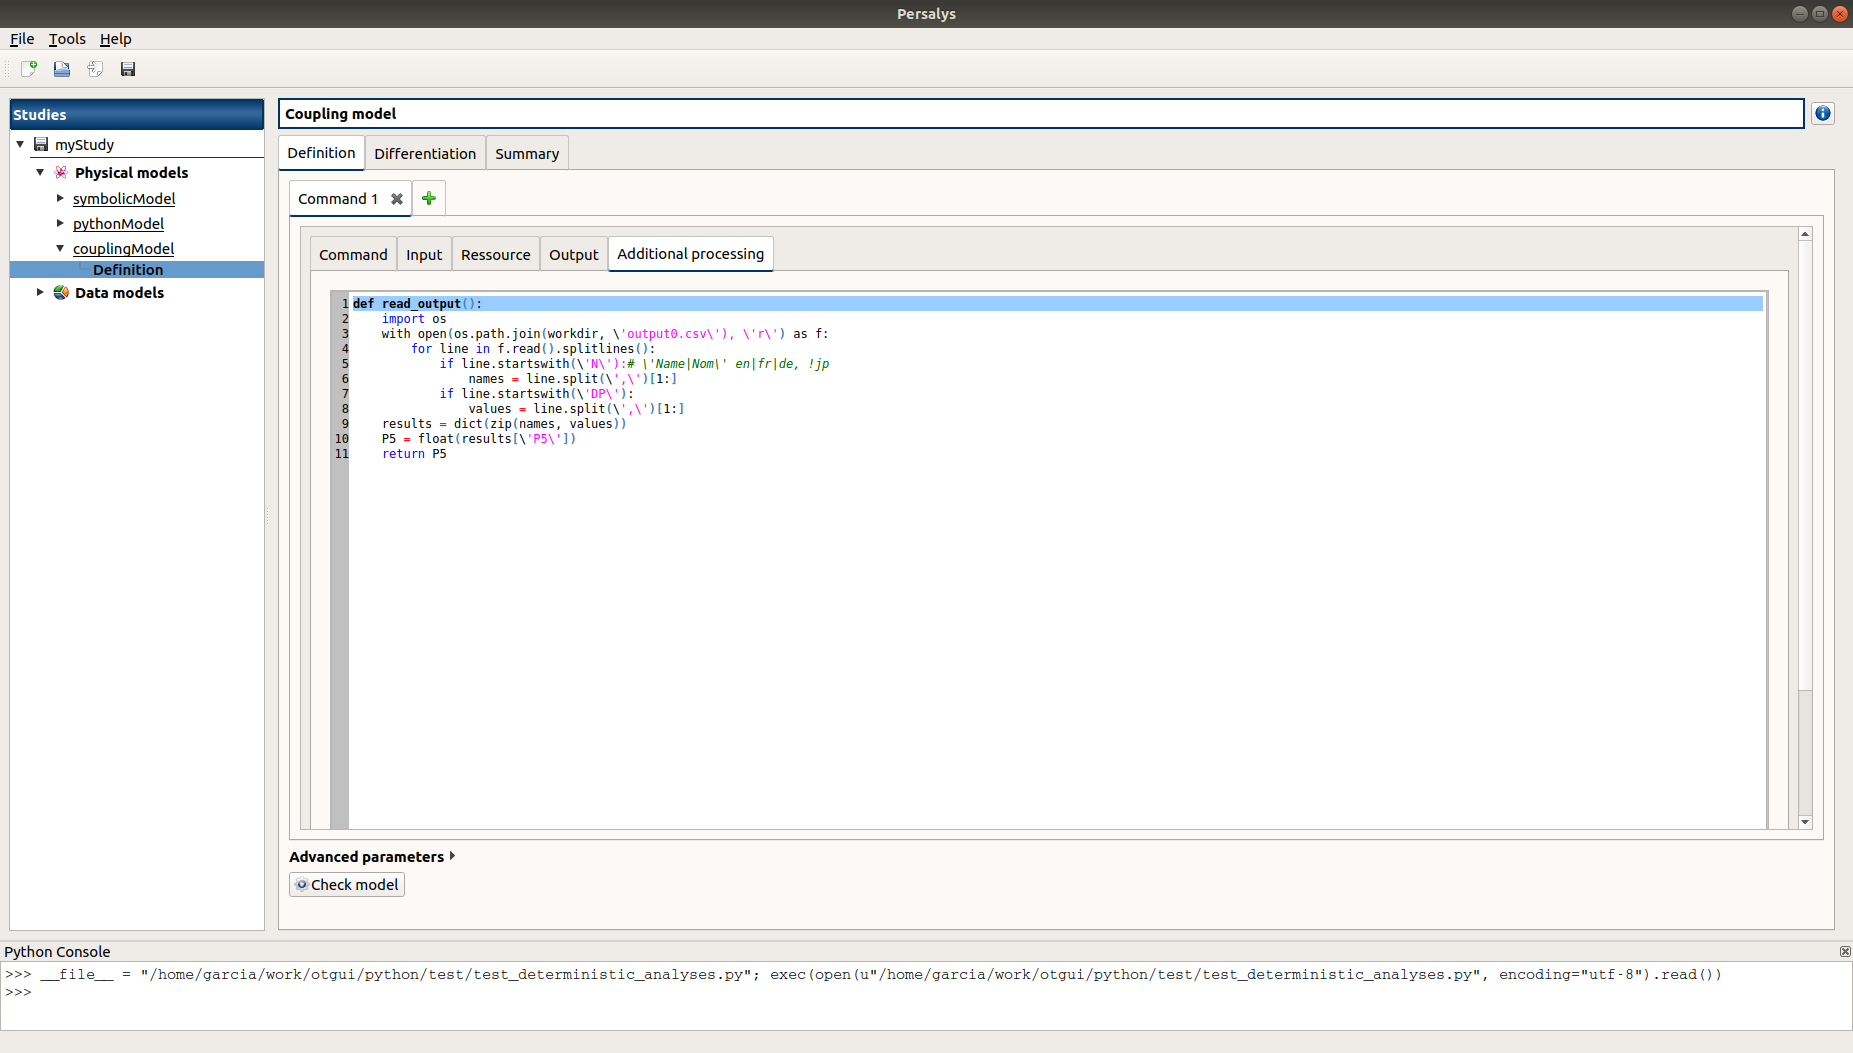 Persalys
File Tools Help
Studies
myStudy
Physical models
symbolicModel
pythonModel
couplingModel
Definition
Data models
Coupling model
Definition Differentiation Summary
Command 1
Command Input Ressource Output Additional processing
1 def read_output():
2     import os
3     with open(os.path.join(workdir, \'output0.csv\'), \'r\') as f:
4         for line in f.read().splitlines():
5             if line.startswith(\'N\'):# \'Name|Nom\' en|fr|de, !jp
6                 names = line.split(\',\')[1:]
7             if line.startswith(\'DP\'):
8                 values = line.split(\',\')[1:]
9     results = dict(zip(names, values))
10     P5 = float(results[\'P5\'])
11     return P5
Advanced parameters
Check model
Python Console
>>> __file__ = "/home/garcia/work/otgui/python/test/test_deterministic_analyses.py"; exec(open(u"/home/garcia/work/otgui/python/test/test_deterministic_analyses.py", encoding="utf-8").read())
>>>